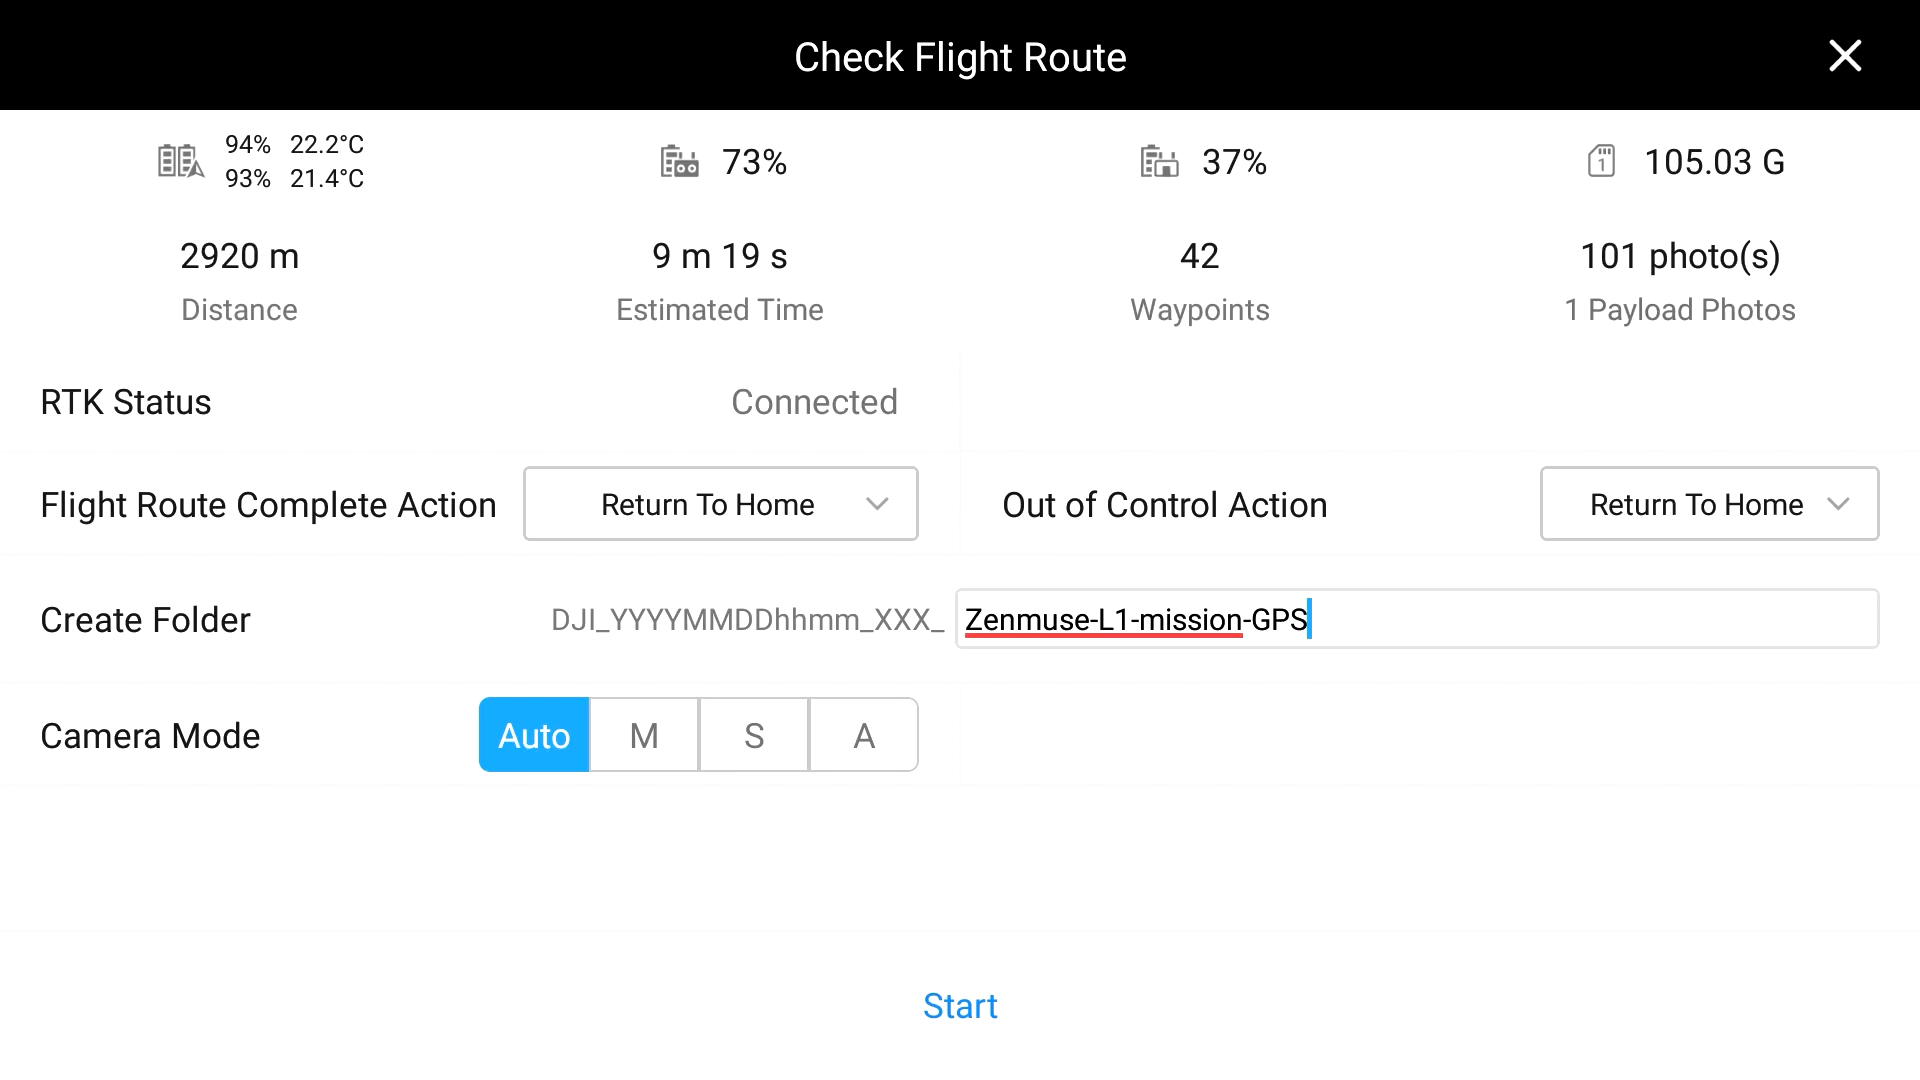 Check Flight Route
94% 22.2°C
93% 21.4°C
73%
37%
1
105.03 G
2920 m
Distance
9 m 19 s
Estimated Time
42
Waypoints
101 photo(s)
1 Payload Photos
RTK Status
Connected
Flight Route Complete Action
Return To Home
Out of Control Action
Return To Home
Create Folder
DJI_YYYYMMDDhhmm_XXX_
Zenmuse-L1-mission-GPS
Camera Mode
Auto
M
S
A
Start